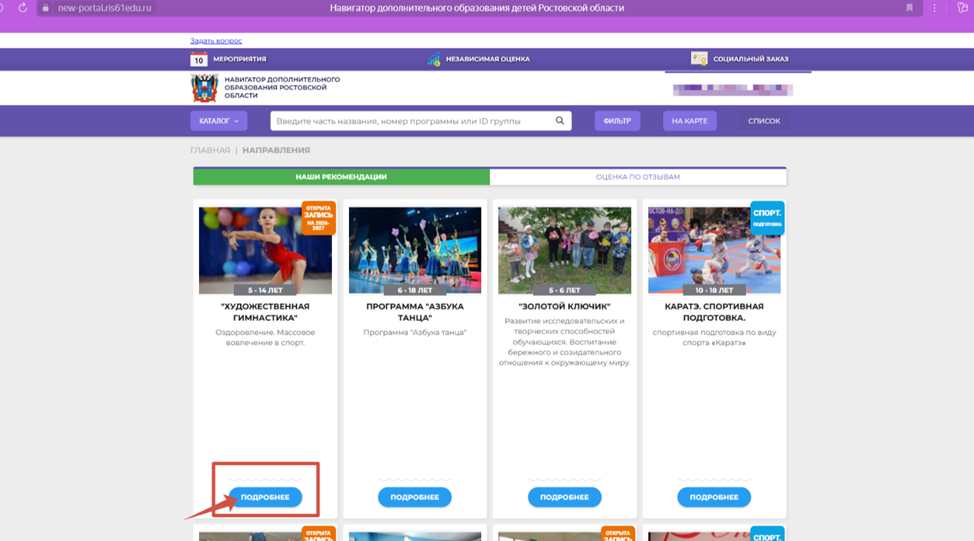 new-portal.ris61edu.ru
Навигатор дополнительного образования детей Ростовской области
Задать вопрос
10 МЕРОПРИЯТИЯ
НЕЗАВИСИМАЯ ОЦЕНКА
СОЦИАЛЬНЫЙ ЗАКАЗ
НАВИГАТОР ДОПОЛНИТЕЛЬНОГО
ОБРАЗОВАНИЯ РОСТОВСКОЙ
ОБЛАСТИ
КАТАЛОГ
Введите часть названия, номер программы или ID группы
ФИЛЬТР
НА КАРТЕ
СПИСОК
ГЛАВНАЯ | НАПРАВЛЕНИЯ
НАШИ РЕКОМЕНДАЦИИ
ОЦЕНКА ПО ОТЗЫВАМ
ОТКРЫТА
ЗАПИСЬ
НА 2026-
2027
5 - 14 ЛЕТ
"ХУДОЖЕСТВЕННАЯ
ГИМНАСТИКА"
Оздоровление. Массовое
вовлечение в спорт.
ПОДРОБНЕЕ
6 - 18 ЛЕТ
ПРОГРАММА "АЗБУКА
ТАНЦА"
Программа "Азбука танца"
ПОДРОБНЕЕ
5 - 6 ЛЕТ
"ЗОЛОТОЙ КЛЮЧИК"
Развитие исследовательских и
творческих способностей
обучающихся. Воспитание
бережного и созидательного
отношения к окружающему миру.
ПОДРОБНЕЕ
СПОРТ.
ПОДГОТОВКА
10 - 18 ЛЕТ
КАРАТЭ. СПОРТИВНАЯ
ПОДГОТОВКА.
спортивная подготовка по виду
спорта «Каратэ»
ПОДРОБНЕЕ
ОТКРЫТА
ЗАПИСЬ
ОТКРЫТА
ЗАПИСЬ
СПОРТ.